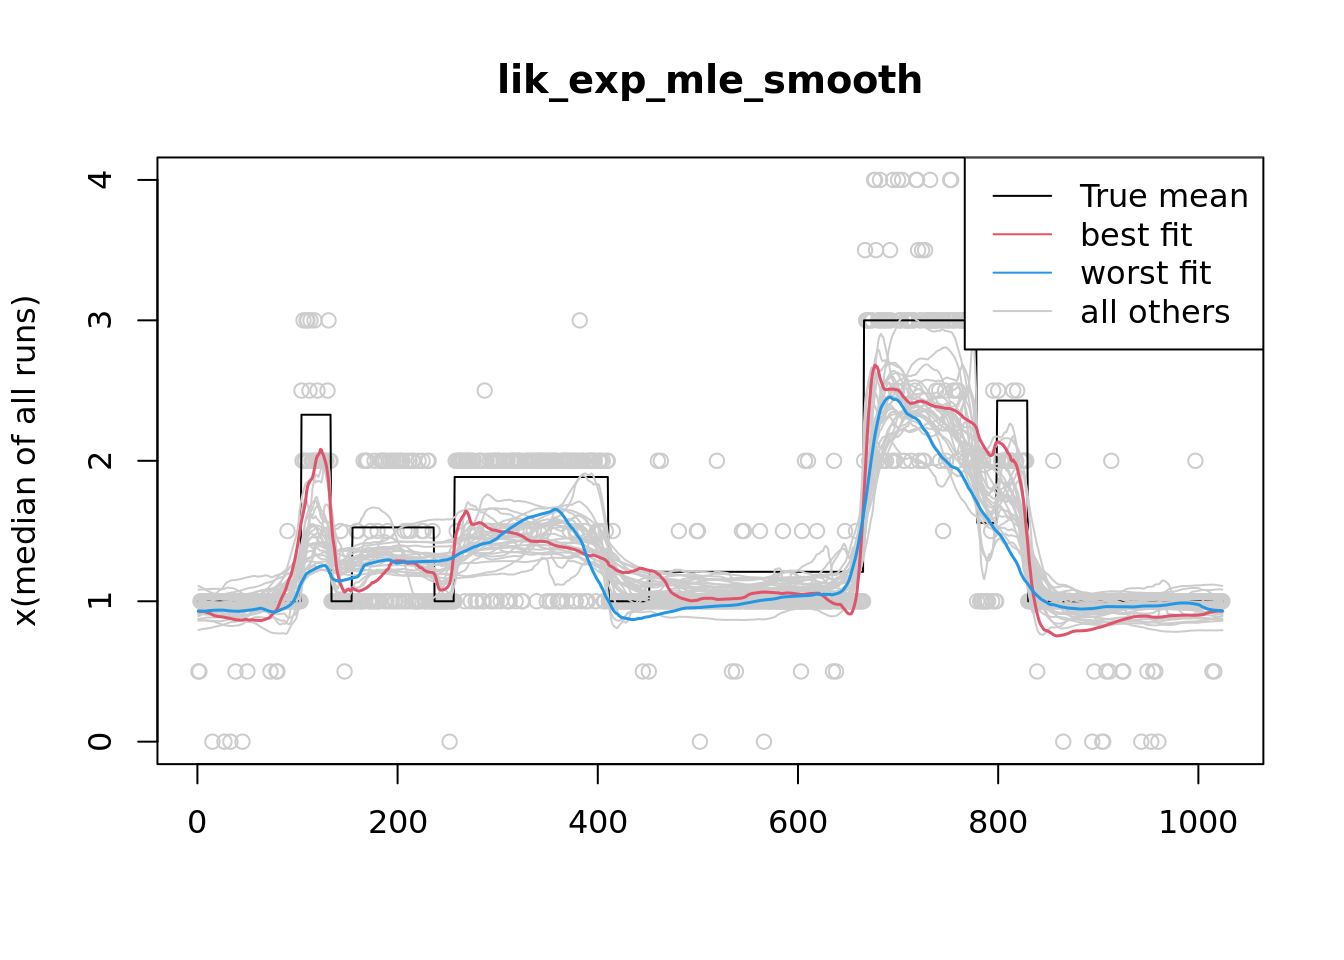 lik_exp_mle_smooth
x(median of all runs)
4
3
2
1
0
True mean
best fit
worst fit
all others
0 200 400 600 800 1000